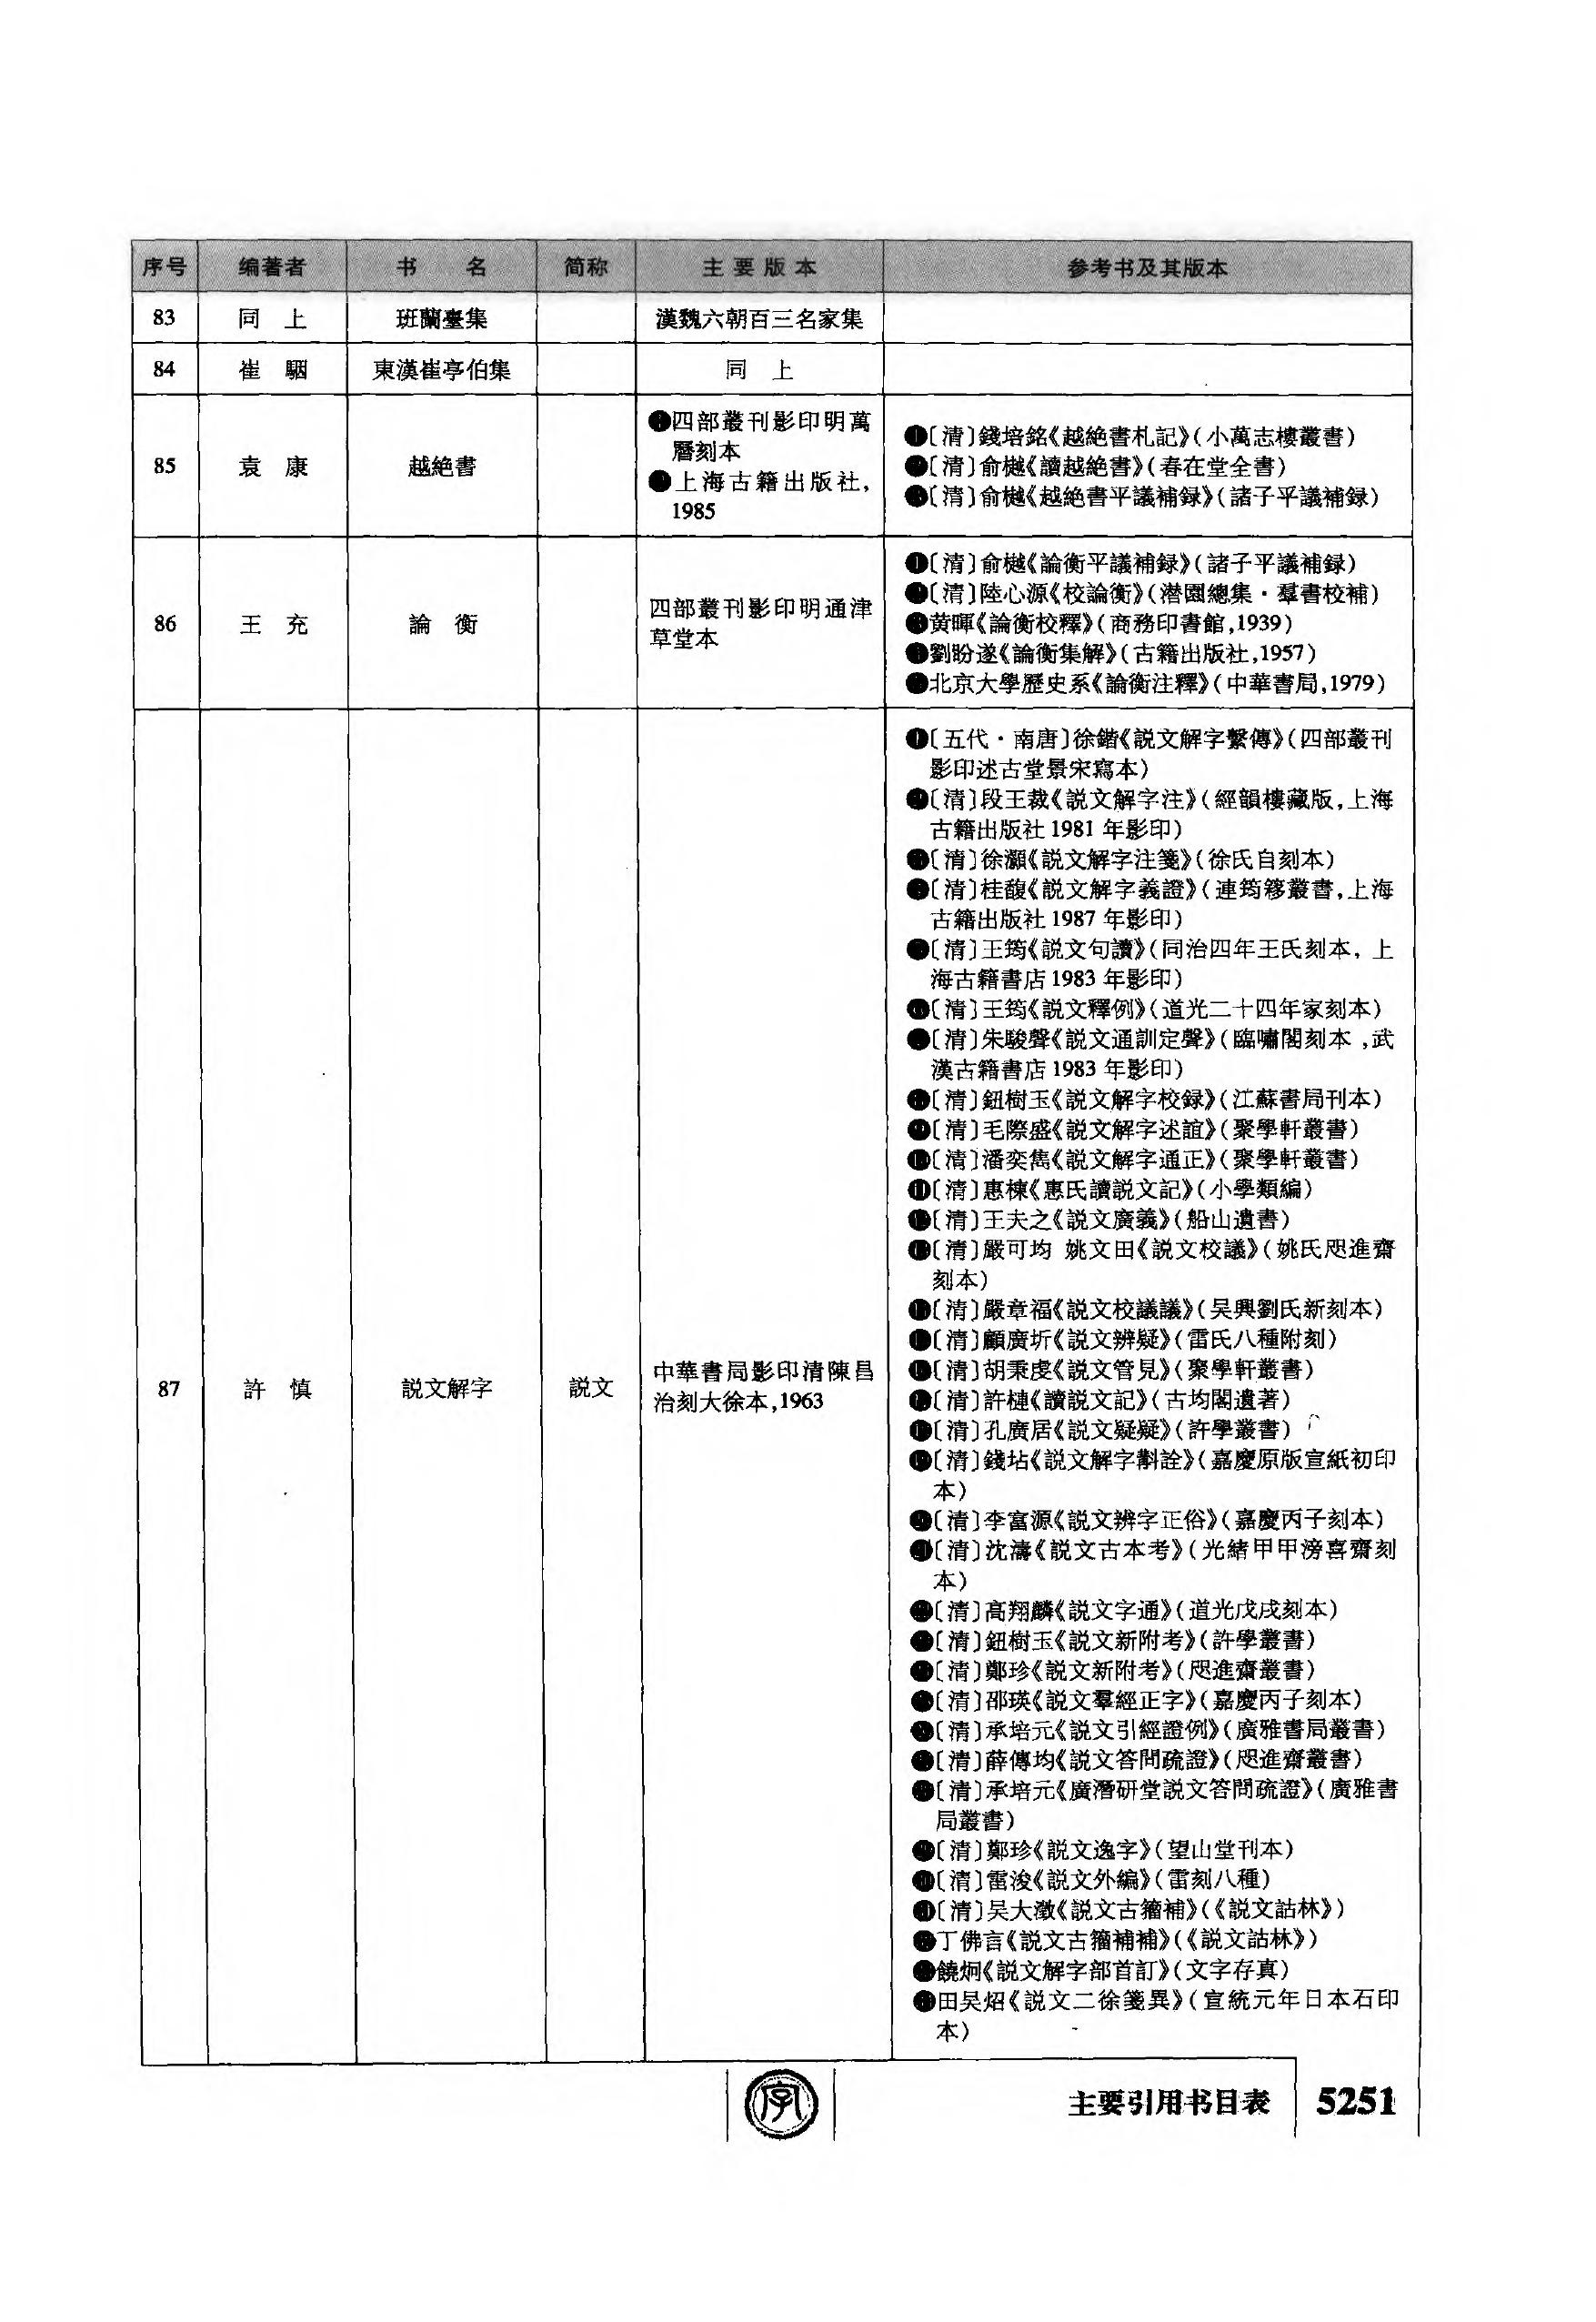 序号 编著者 书 名 简称 主要版本 参考书及其版本
83 同 上 班蘭臺集 漢魏六朝百三名家集
84 崔 駰 東漢崔亭伯集 同 上
85 袁 康 越絶書
❶四部叢刊影印明萬
曆刻本
❷上海古籍出版社,
1985
❶〔清〕錢培銘《越絶書札記》(小萬志樓叢書)
❷〔清〕俞樾《讀越絶書》(春在堂全書)
❸〔清〕俞樾《越絶書平議補録》(諸子平議補録)
86 王 充 論 衡
四部叢刊影印明通津
草堂本
❶〔清〕俞樾《論衡平議補録》(諸子平議補録)
❷〔清〕陸心源《校論衡》(潛園總集·羣書校補)
❸黄暉《論衡校釋》(商務印書館,1939)
❹劉盼遂《論衡集解》(古籍出版社,1957)
❺北京大學歷史系《論衡注釋》(中華書局,1979)
87 許 慎 説文解字 説文
中華書局影印清陳昌
治刻大徐本,1963
❶〔五代·南唐〕徐鍇《説文解字繫傳》(四部叢刊
影印述古堂景宋寫本)
❷〔清〕段玉裁《説文解字注》(經韻樓藏版,上海
古籍出版社1981年影印)
❸〔清〕徐灝《説文解字注箋》(徐氏自刻本)
❹〔清〕桂馥《説文解字義證》(連筠簃叢書,上海
古籍出版社1987年影印)
❺〔清〕王筠《説文句讀》(同治四年王氏刻本,上
海古籍書店1983年影印)
❻〔清〕王筠《説文釋例》(道光二十四年家刻本)
❼〔清〕朱駿聲《説文通訓定聲》(臨嘯閣刻本,武
漢古籍書店1983年影印)
❽〔清〕鈕樹玉《説文解字校録》(江蘇書局刊本)
❾〔清〕毛際盛《説文解字述誼》(聚學軒叢書)
❿〔清〕潘奕雋《説文解字通正》(聚學軒叢書)
⓫〔清〕惠棟《惠氏讀説文記》(小學類編)
⓬〔清〕王夫之《説文廣義》(船山遺書)
⓭〔清〕嚴可均 姚文田《説文校議》(姚氏咫進齋
刻本)
⓮〔清〕嚴章福《説文校議議》(吴興劉氏新刻本)
⓯〔清〕顧廣圻《説文辨疑》(雷氏八種附刻)
⓰〔清〕胡秉虔《説文管見》(聚學軒叢書)
⓱〔清〕許槤《讀説文記》(古均閣遺著)
⓲〔清〕孔廣居《説文疑疑》(許學叢書)
⓳〔清〕錢坫《説文解字斠詮》(嘉慶原版宣紙初印
本)
⓴〔清〕李富源《説文辨字正俗》(嘉慶丙子刻本)
㉑〔清〕沈濤《説文古本考》(光緒甲甲滂喜齋刻
本)
㉒〔清〕高翔麟《説文字通》(道光戊戌刻本)
㉓〔清〕鈕樹玉《説文新附考》(許學叢書)
㉔〔清〕鄭珍《説文新附考》(咫進齋叢書)
㉕〔清〕邵瑛《説文羣經正字》(嘉慶丙子刻本)
㉖〔清〕承培元《説文引經證例》(廣雅書局叢書)
㉗〔清〕薛傳均《説文答問疏證》(咫進齋叢書)
㉘〔清〕承培元《廣潛研堂説文答問疏證》(廣雅書
局叢書)
㉙〔清〕鄭珍《説文逸字》(望山堂刊本)
㉚〔清〕雷浚《説文外編》(雷刻八種)
㉛〔清〕吴大澂《説文古籀補》(《説文詁林》)
㉜丁佛言《説文古籀補補》(《説文詁林》)
㉝饒炯《説文解字部首訂》(文字存真)
㉞田吴炤《説文二徐箋異》(宣統元年日本石印
本)
字
主要引用书目表 5251